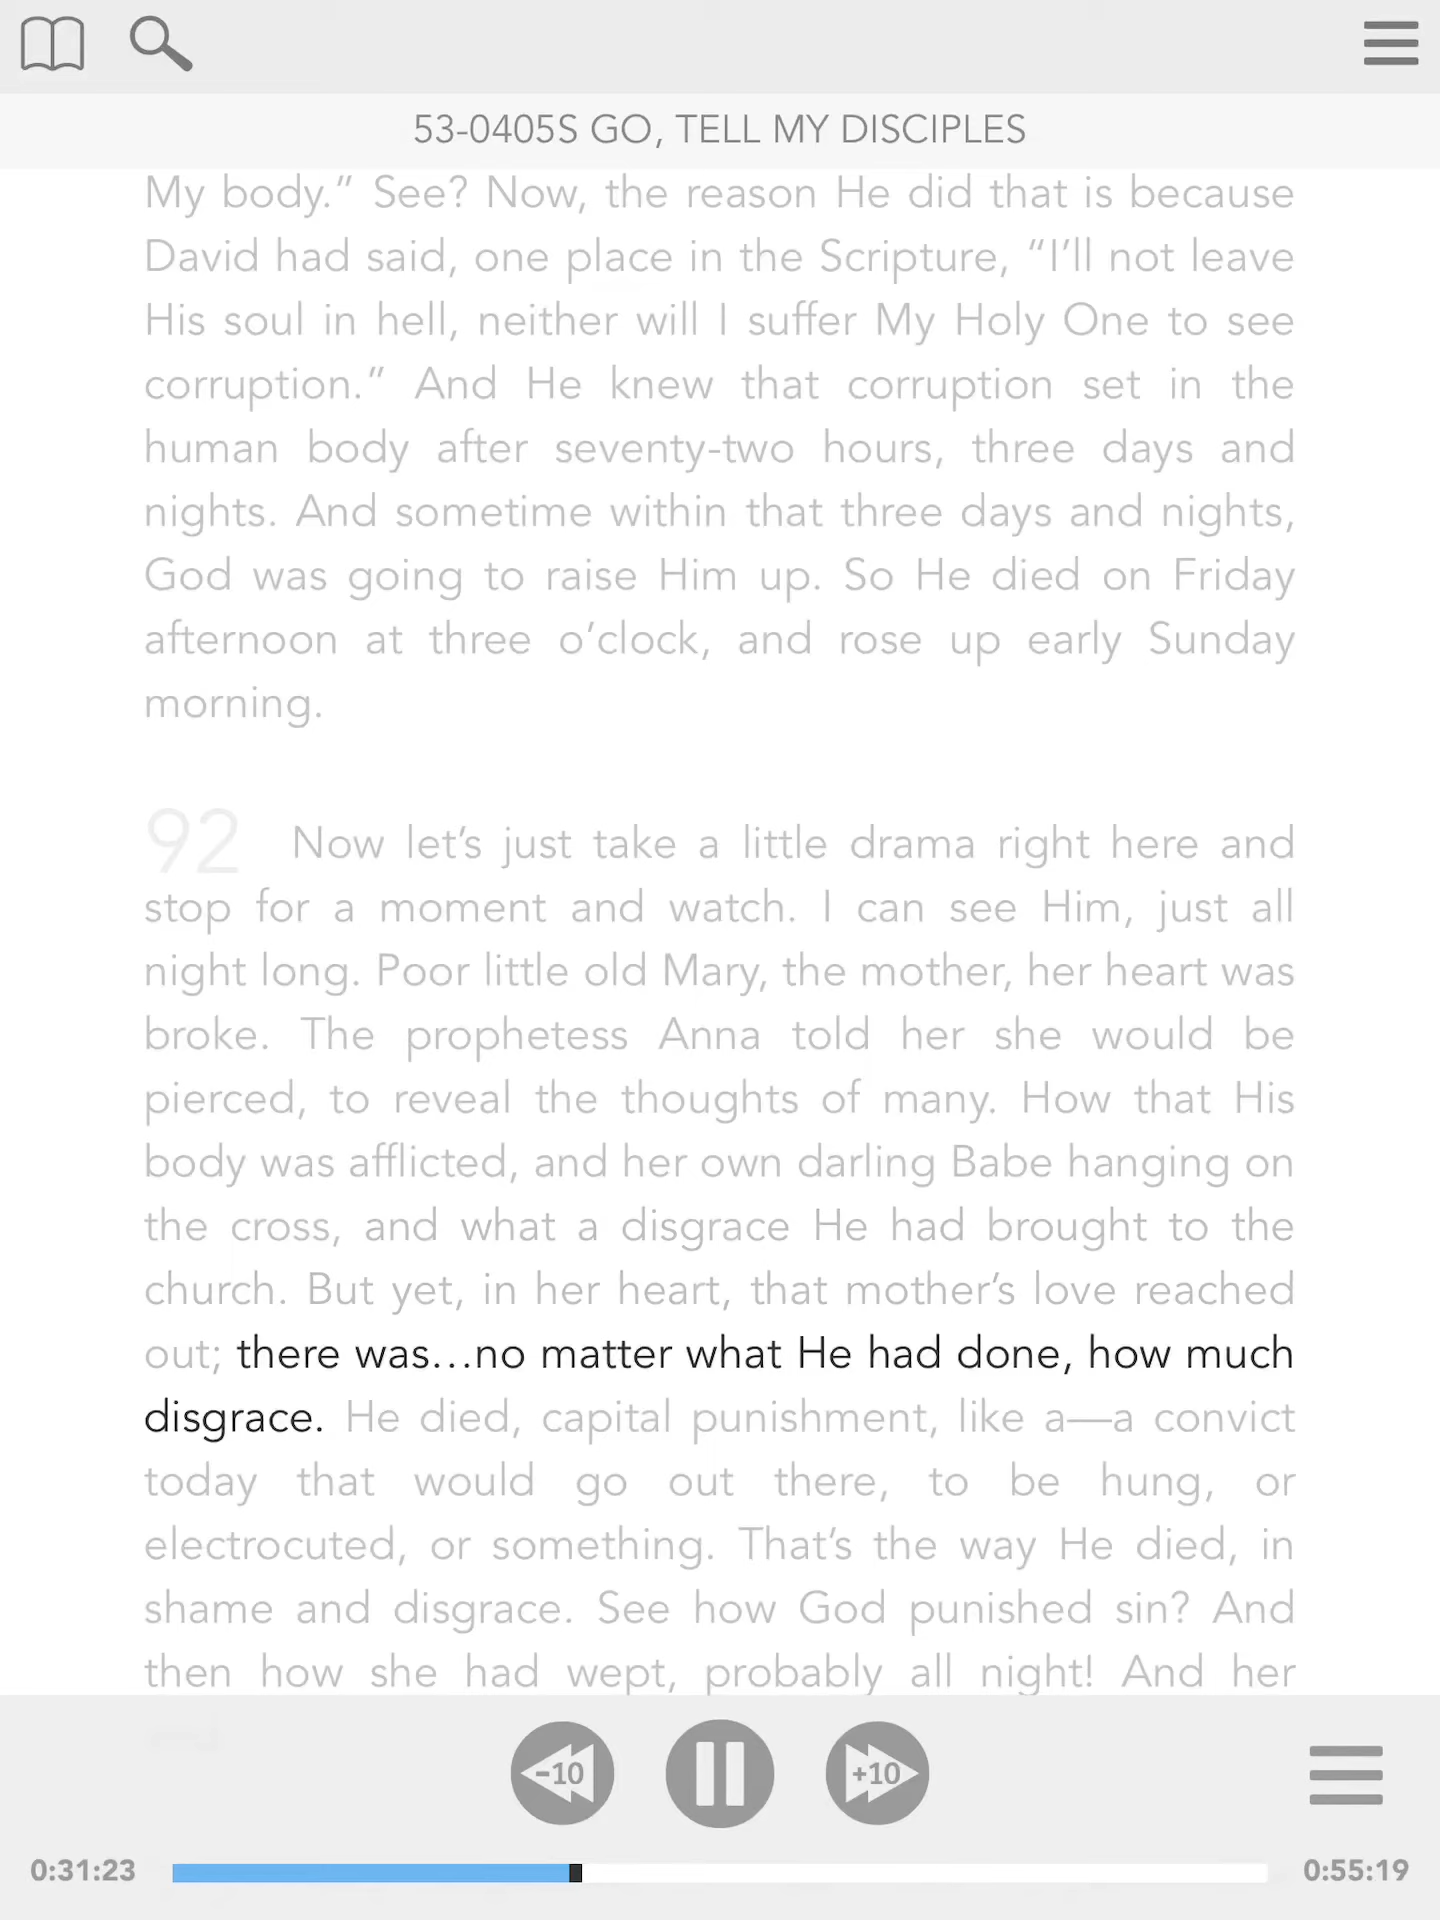 53-0405S GO, TELL MY DISCIPLES
My body.” See? Now, the reason He did that is because
David had said, one place in the Scripture, “I’ll not leave
His soul in hell, neither will I suffer My Holy One to see
corruption.” And He knew that corruption set in the
human body after seventy-two hours, three days and
nights. And sometime within that three days and nights,
God was going to raise Him up. So He died on Friday
afternoon at three o’clock, and rose up early Sunday
morning.
92 Now let’s just take a little drama right here and
stop for a moment and watch. I can see Him, just all
night long. Poor little old Mary, the mother, her heart was
broke. The prophetess Anna told her she would be
pierced, to reveal the thoughts of many. How that His
body was afflicted, and her own darling Babe hanging on
the cross, and what a disgrace He had brought to the
church. But yet, in her heart, that mother’s love reached
out; there was…no matter what He had done, how much
disgrace. He died, capital punishment, like a—a convict
today that would go out there, to be hung, or
electrocuted, or something. That’s the way He died, in
shame and disgrace. See how God punished sin? And
then how she had wept, probably all night! And her
-10 +10
0:31:23 0:55:19